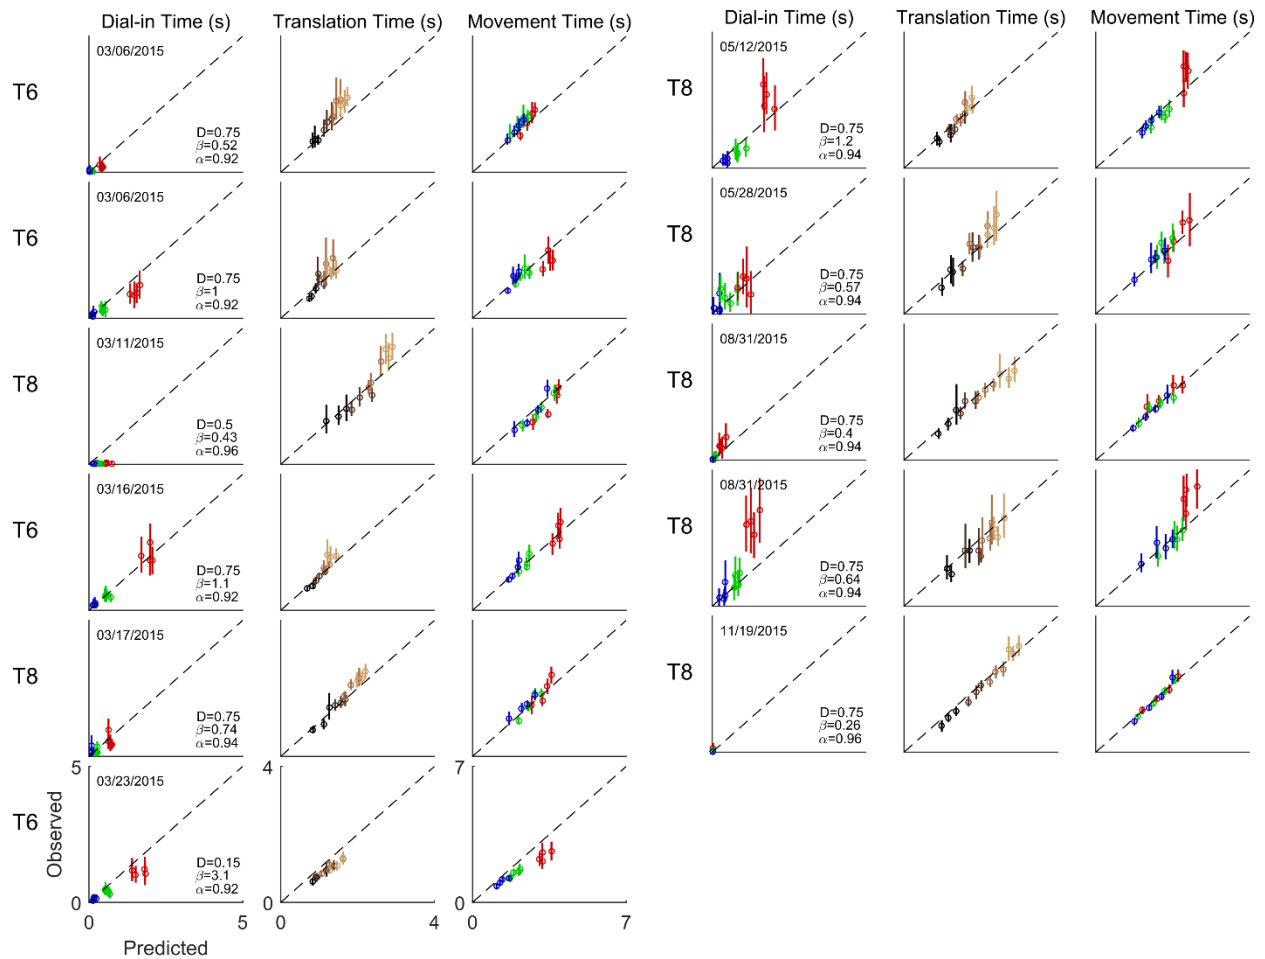 Dial-in Time (s) Translation Time (s) Movement Time (s)
T6
03/06/2015
D=0.75
β=0.52
α=0.92
T6
03/06/2015
D=0.75
β=1
α=0.92
T8
03/11/2015
D=0.5
β=0.43
α=0.96
T6
03/16/2015
D=0.75
β=1.1
α=0.92
T8
03/17/2015
D=0.75
β=0.74
α=0.94
T6
03/23/2015
D=0.15
β=3.1
α=0.92
5
4
7
Observed
0
0
0
0 5
0 4
0 7
Predicted
Dial-in Time (s) Translation Time (s) Movement Time (s)
T8
05/12/2015
D=0.75
β=1.2
α=0.94
T8
05/28/2015
D=0.75
β=0.57
α=0.94
T8
08/31/2015
D=0.75
β=0.4
α=0.94
T8
08/31/2015
D=0.75
β=0.64
α=0.94
T8
11/19/2015
D=0.75
β=0.26
α=0.96